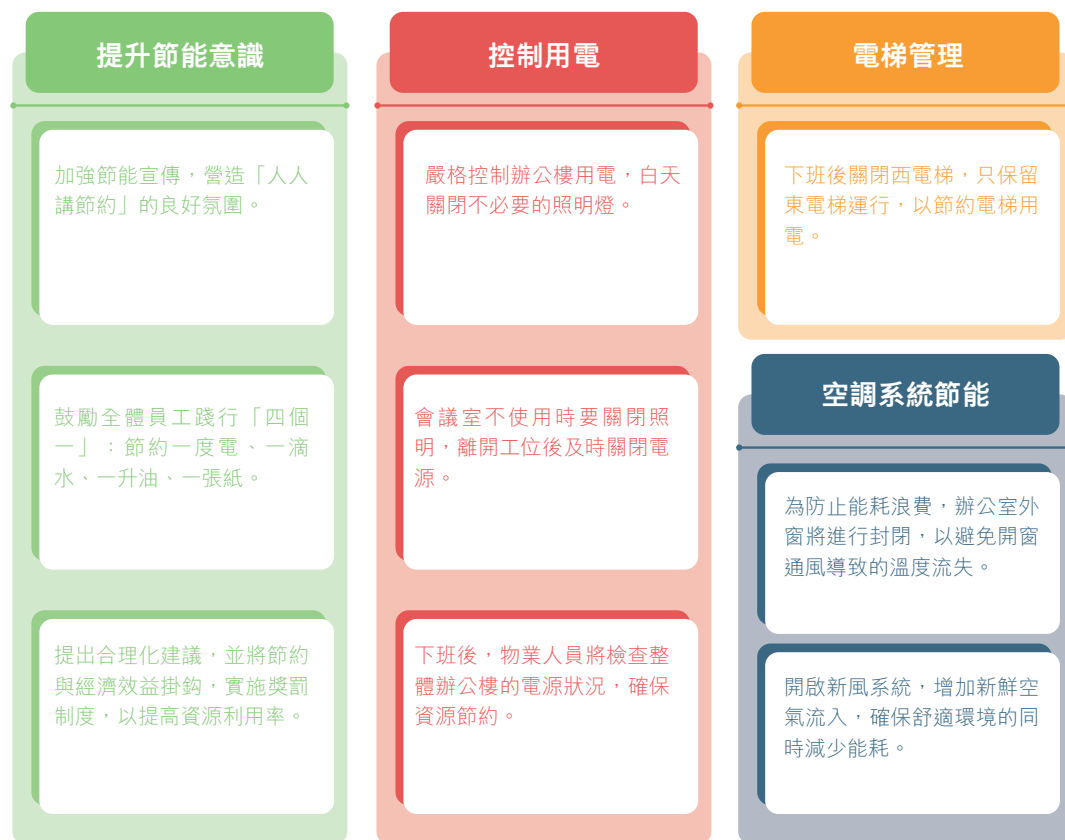 提升節能意識
加強節能宣傳，營造「人人
講節約」的良好氛圍。
鼓勵全體員工踐行「四個
一」：節約一度電、一滴
水、一升油、一張紙。
提出合理化建議，並將節約
與經濟效益掛鈎，實施獎罰
制度，以提高資源利用率。
控制用電
嚴格控制辦公樓用電，白天
關閉不必要的照明燈。
會議室不使用時要關閉照
明，離開工位後及時關閉電
源。
下班後，物業人員將檢查整
體辦公樓的電源狀況，確保
資源節約。
電梯管理
下班後關閉西電梯，只保留
東電梯運行，以節約電梯用
電。
空調系統節能
為防止能耗浪費，辦公室外
窗將進行封閉，以避免開窗
通風導致的溫度流失。
開啟新風系統，增加新鮮空
氣流入，確保舒適環境的同
時減少能耗。